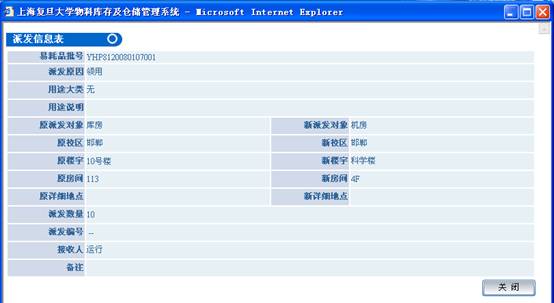 上海复旦大学物料库存及仓储管理系统 - Microsoft Internet Explorer
派发信息表
易耗品批号 YHP8120080107001
派发原因 领用
用途大类 无
用途说明
原派发对象 库房 新派发对象 机房
原校区 邯郸 新校区 邯郸
原楼宇 10号楼 新楼宇 科学楼
原房间 113 新房间 4F
原详细地点 新详细地点
派发数量 10
派发编号 --
接收人 运行
备注
关 闭